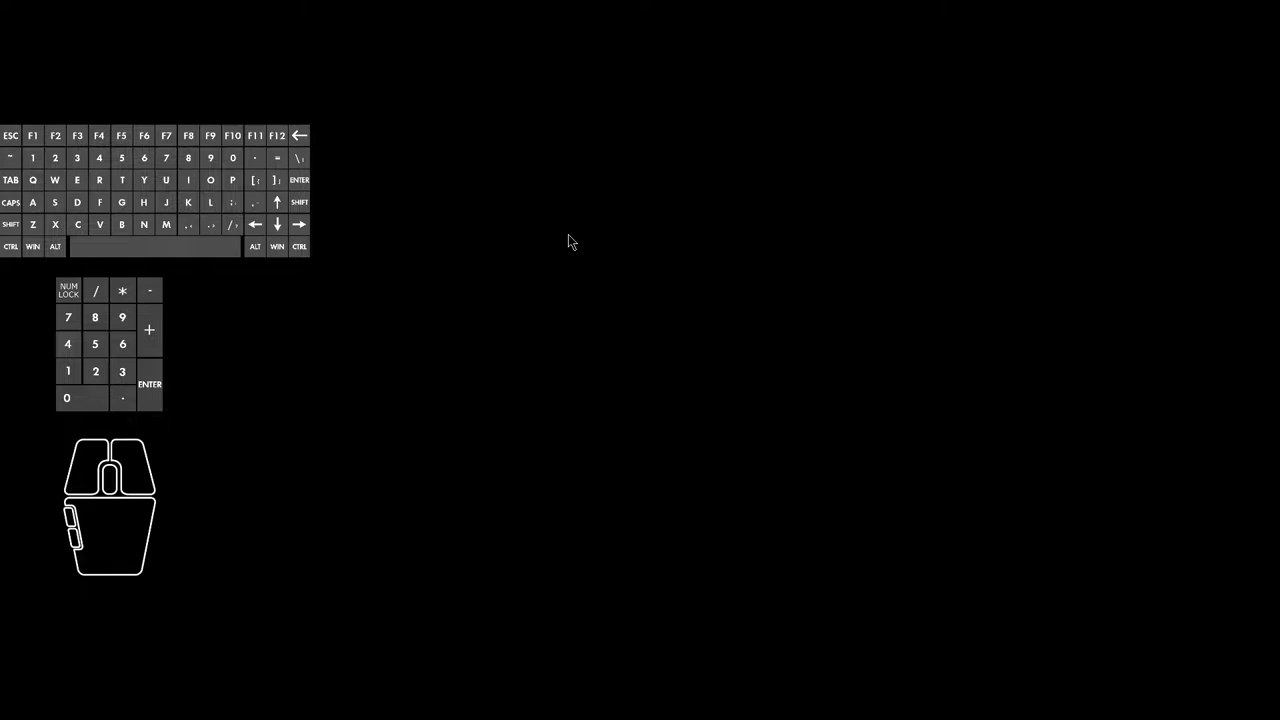 ESC F1 F2 F3 F4 F5 F6 F7 F8 F9 F10 F11 F12 ←
~ 1 2 3 4 5 6 7 8 9 0 - = \
TAB Q W E R T Y U I O P [{ ]} ENTER
CAPS A S D F G H J K L ; ↑ SHIFT
SHIFT Z X C V B N M / ← ↓ →
CTRL WIN ALT ALT WIN CTRL
NUM
LOCK / * -
7 8 9 +
4 5 6
1 2 3 ENTER
0 .